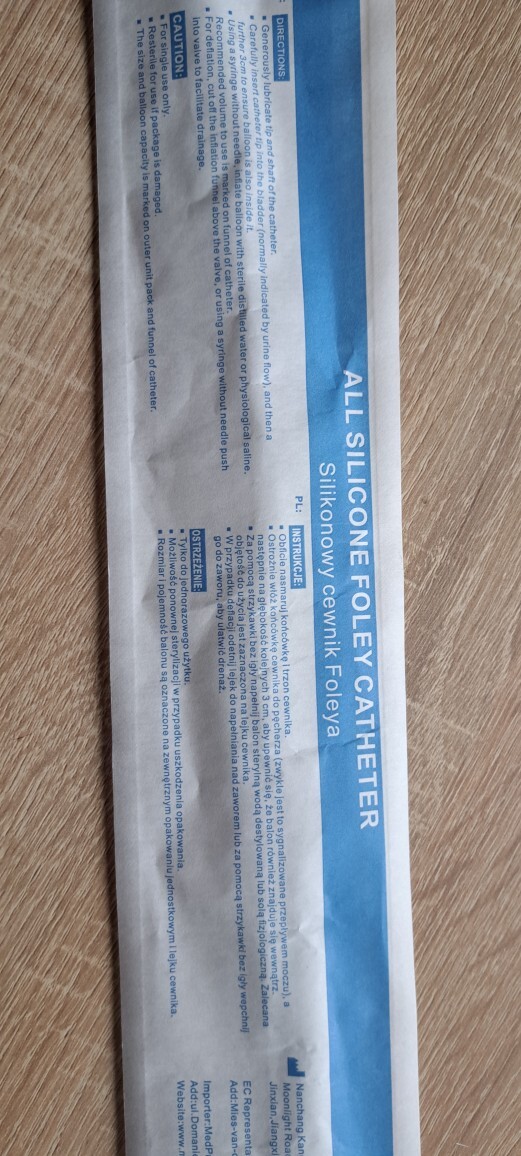 ALL SILICONE FOLEY CATHETER
Silikonowy cewnik Foleya
DIRECTIONS:
▪ Generously lubricate tip and shaft of the catheter.
▪ Carefully insert catheter tip into the bladder (normally indicated by urine flow), and then a
further 3cm to ensure balloon is also inside it.
▪ Using a syringe without needle, inflate balloon with sterile distilled water or physiological saline.
Recommended volume to use is marked on funnel of catheter.
▪ For deflation, cut off the inflation funnel above the valve, or using a syringe without needle push
into valve to facilitate drainage.
CAUTION:
▪ For single use only.
▪ Resterile for use if package is damaged.
▪ The size and balloon capacity is marked on outer unit pack and funnel of catheter.
PL: INSTRUKCJE:
▪ Obficie nasmaruj końcówkę i trzon cewnika.
▪ Ostrożnie włóż końcówkę cewnika do pęcherza (zwykle jest to sygnalizowane przepływem moczu), a
następnie na głębokość kolejnych 3 cm, aby upewnić się, że balon również znajduje się wewnątrz.
▪ Za pomocą strzykawki bez igły napełnij balon sterylną wodą destylowaną lub solą fizjologiczną. Zalecana
objętość do użycia jest zaznaczona na lejku cewnika.
▪ W przypadku deflacji odetnij lejek do napełniania nad zaworem lub za pomocą strzykawki bez igły wepchnij
go do zaworu, aby ułatwić drenaż.
OSTRZEŻENIE:
▪ Tylko do jednorazowego użytku.
▪ Możliwość ponownej sterylizacji w przypadku uszkodzenia opakowania.
▪ Rozmiar i pojemność balonu są oznaczone na zewnętrznym opakowaniu jednostkowym i lejku cewnika.
Nanchang Kan
Moonlight Road
Jinxian, Jiangxi
EC Representa
Add:Mies-van-
Importer:MedP
Add:ul Domani
Website:www.